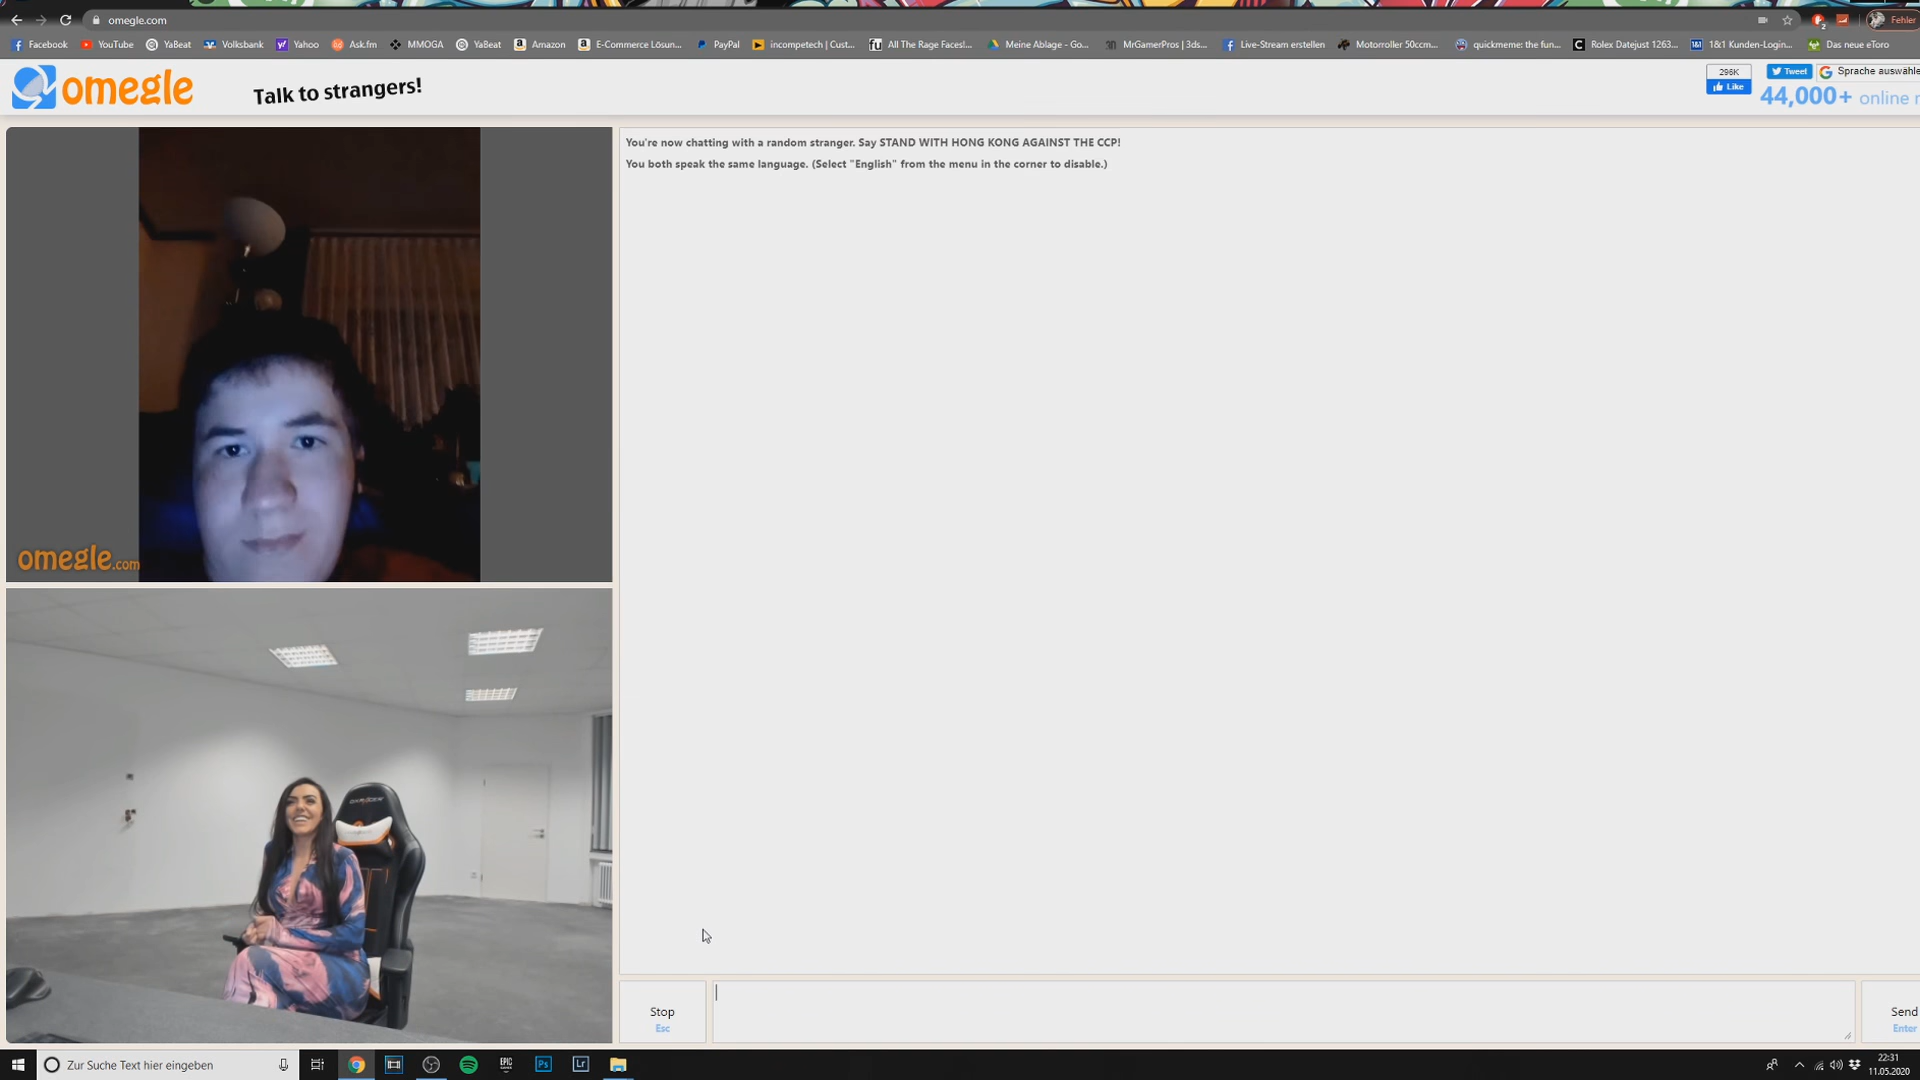 omegle.com
Facebook YouTube YaBeat Volksbank Yahoo Ask.fm MMOGA YaBeat Amazon E-Commerce Lösun... PayPal incompetech | Cust... All The Rage Faces!... Meine Ablage - Go... MrGamerPros | 3ds... Live-Stream erstellen Motorroller 50ccm... quickmeme: the fun... Rolex Datejust 1263... 1&1 Kunden-Login... Das neue eToro
Fehler
omegle
Talk to strangers!
296K
Like
Tweet
Sprache auswähle
44,000+ online
You're now chatting with a random stranger. Say STAND WITH HONG KONG AGAINST THE CCP!
You both speak the same language. (Select "English" from the menu in the corner to disable.)
omegle.com
Stop
Esc
Send
Enter
Zur Suche Text hier eingeben
EPIC
Ps
Lr
22:31
11.05.2020